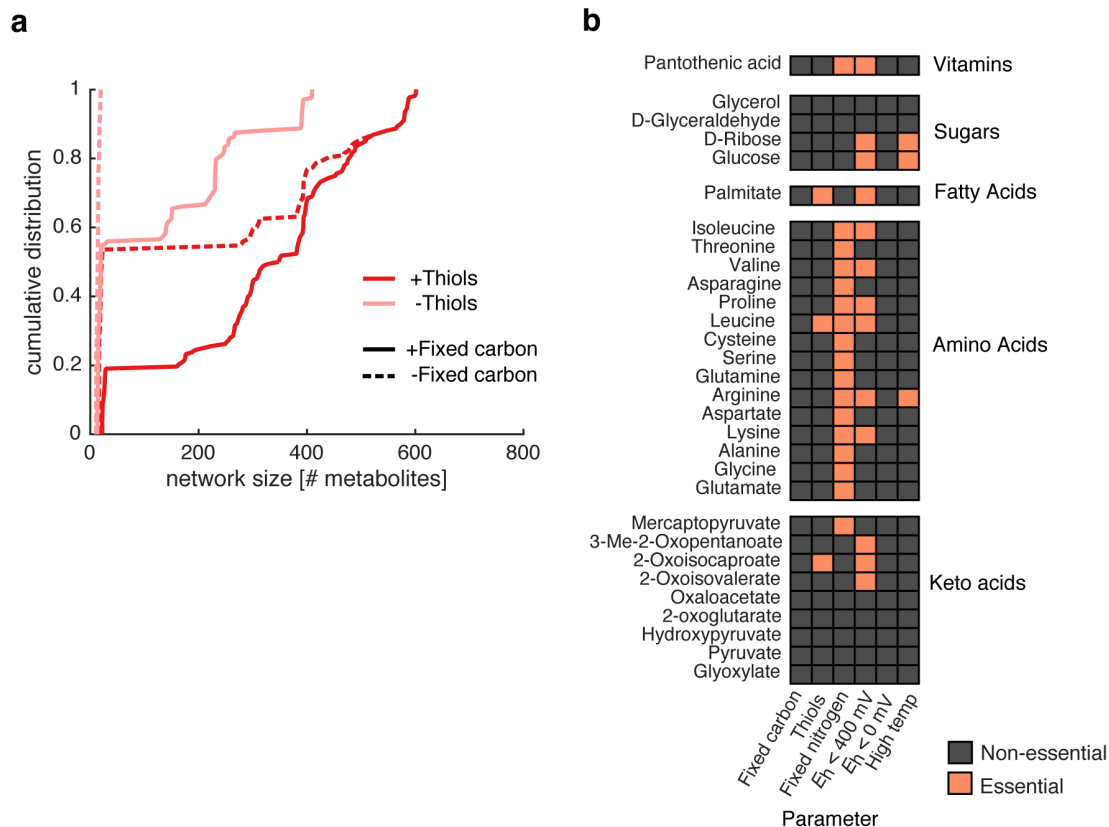 a
1
0.8
0.6
0.4
0.2
0
cumulative distribution
0
200
400
600
800
network size [# metabolites]
+Thiols
-Thiols
+Fixed carbon
-Fixed carbon
b
Pantothenic acid
Vitamins
Glycerol
D-Glyceraldehyde
D-Ribose
Glucose
Sugars
Palmitate
Fatty Acids
Isoleucine
Threonine
Valine
Asparagine
Proline
Leucine
Cysteine
Serine
Glutamine
Arginine
Aspartate
Lysine
Alanine
Glycine
Glutamate
Amino Acids
Mercaptopyruvate
3-Me-2-Oxopentanoate
2-Oxoisocaproate
2-Oxoisovalerate
Oxaloacetate
2-oxoglutarate
Hydroxypyruvate
Pyruvate
Glyoxylate
Keto acids
Fixed carbon
Thiols
Fixed nitrogen
Eh < 400 mV
Eh < 0 mV
High temp
Parameter
Non-essential
Essential